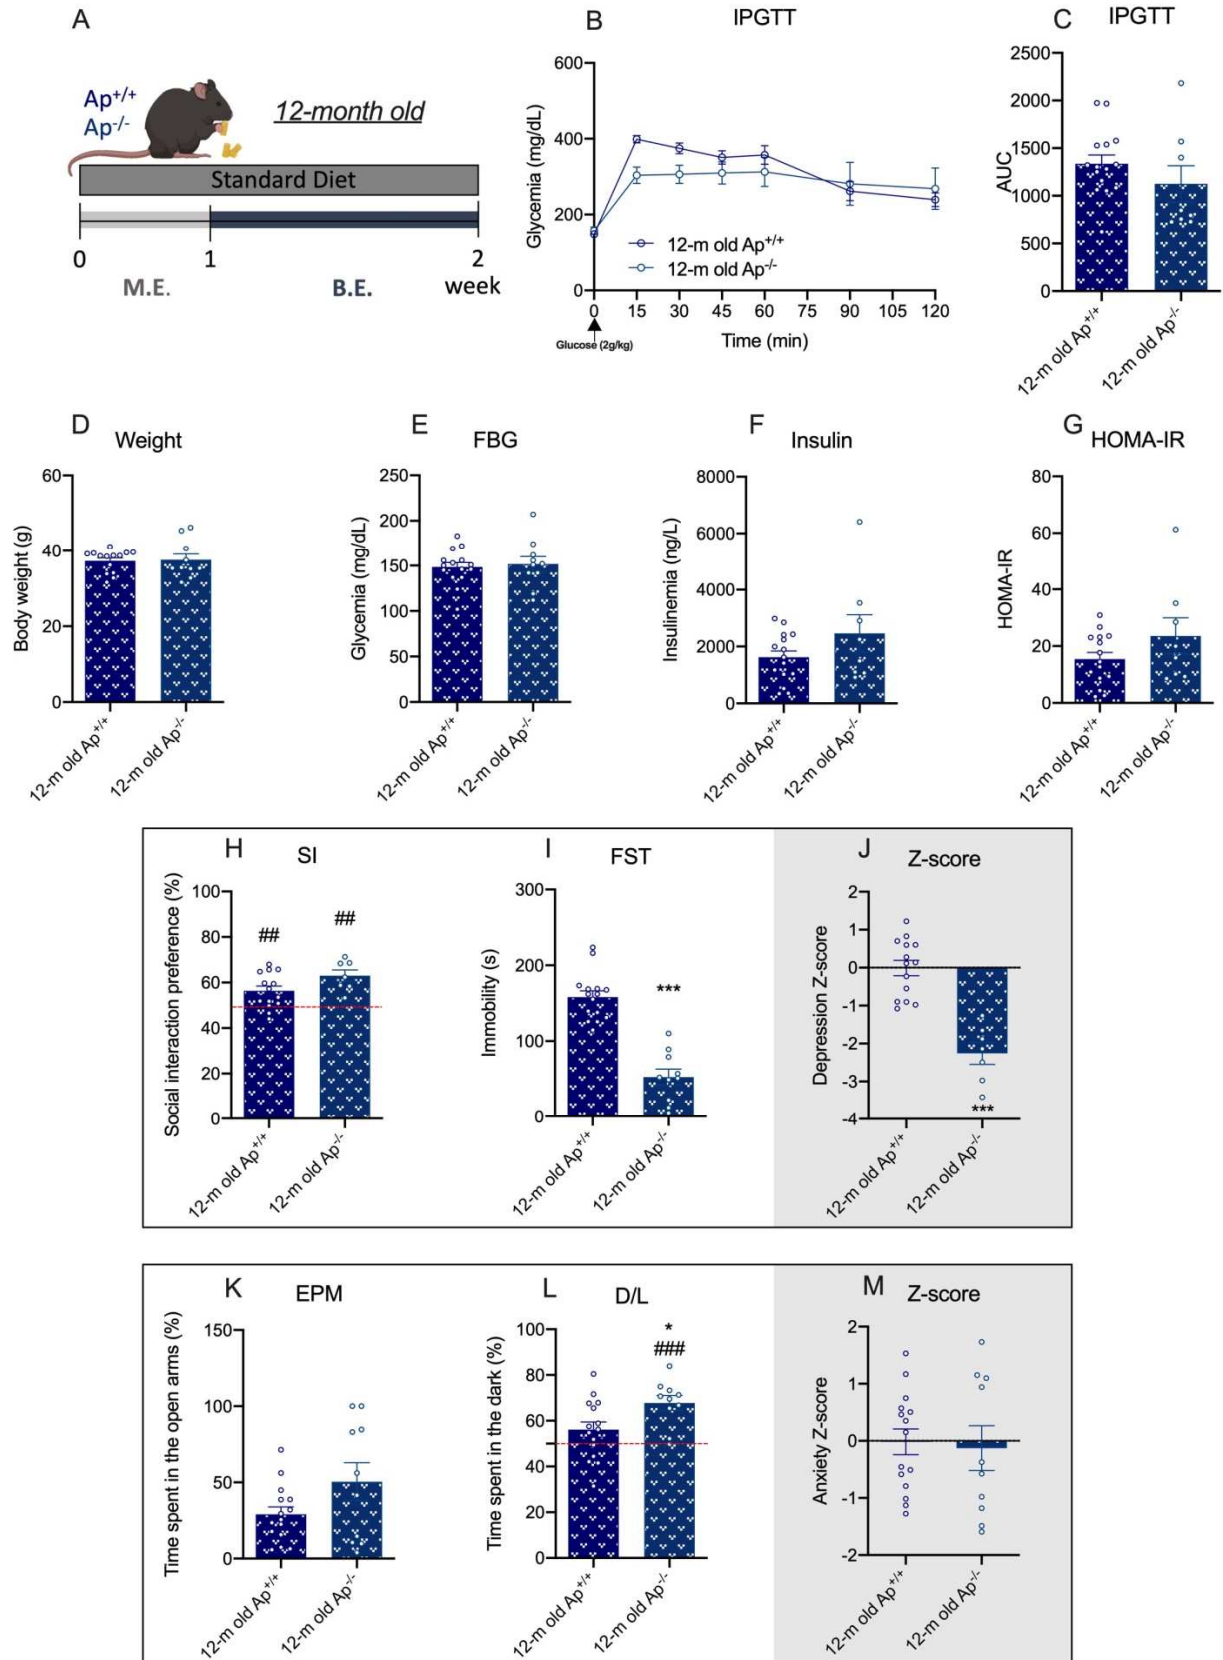 A
Ap+/+
Ap-/-
12-month old
Standard Diet
0
1
2
M.E.
B.E.
week
B
IPGTT
Glycemia (mg/dL)
600
400
200
0
12-m old Ap+/+
12-m old Ap-/-
0 15 30 45 60 75 90 105 120
Glucose (2g/kg)
Time (min)
C
IPGTT
AUC
2500
2000
1500
1000
500
0
12-m old Ap+/+
12-m old Ap-/-
D
Weight
Body weight (g)
60
40
20
0
12-m old Ap+/+
12-m old Ap-/-
E
FBG
Glycemia (mg/dL)
250
200
150
100
50
0
12-m old Ap+/+
12-m old Ap-/-
F
Insulin
Insulinemia (ng/L)
8000
6000
4000
2000
0
12-m old Ap+/+
12-m old Ap-/-
G
HOMA-IR
HOMA-IR
80
60
40
20
0
12-m old Ap+/+
12-m old Ap-/-
H
SI
Social interaction preference (%)
100
80
60
40
20
0
##
##
12-m old Ap+/+
12-m old Ap-/-
I
FST
Immobility (s)
300
200
100
0
***
12-m old Ap+/+
12-m old Ap-/-
J
Z-score
Depression Z-score
2
1
0
-1
-2
-3
-4
***
12-m old Ap+/+
12-m old Ap-/-
K
EPM
Time spent in the open arms (%)
150
100
50
0
12-m old Ap+/+
12-m old Ap-/-
L
D/L
Time spent in the dark (%)
100
80
60
40
20
0
*
###
12-m old Ap+/+
12-m old Ap-/-
M
Z-score
Anxiety Z-score
2
1
0
-1
-2
12-m old Ap+/+
12-m old Ap-/-